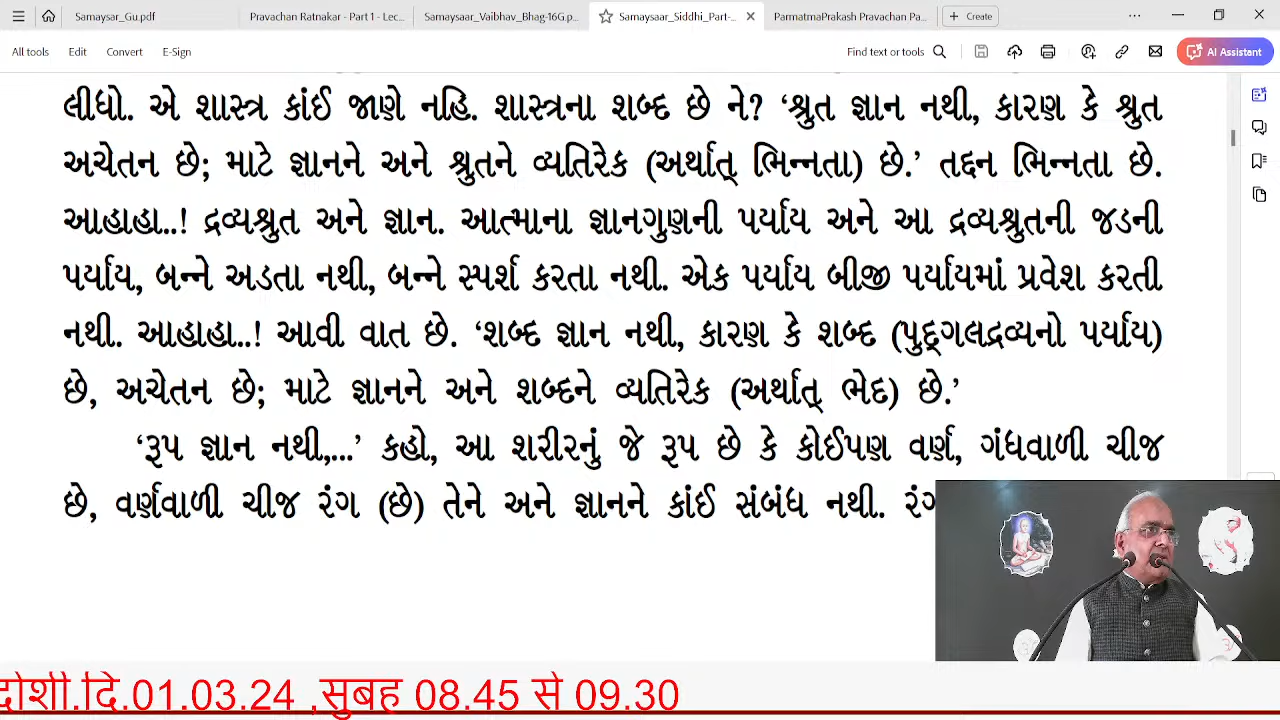 Samaysar_Gu.pdf
Pravachan Ratnakar - Part 1 - Lec...
Samaysaar_Vaibhav_Bhag-16G.p...
Samaysaar_Siddhi_Part-...
ParmatmaPrakash Pravachan Pa...
+ Create
All tools Edit Convert E-Sign
Find text or tools
AI Assistant
લીધો. એ શાસ્ત્ર કાંઈ જાણે નહિ. શાસ્ત્રના શબ્દ છે ને? ‘શ્રુત જ્ઞાન નથી, કારણ કે શ્રુત
અચેતન છે; માટે જ્ઞાનને અને શ્રુતને વ્યતિરેક (અર્થાત્ ભિન્નતા) છે.’ તદ્દન ભિન્નતા છે.
આહાહા..! દ્રવ્યશ્રુત અને જ્ઞાન. આત્માના જ્ઞાનગુણની પર્યાય અને આ દ્રવ્યશ્રુતની જડની
પર્યાય, બન્ને અડતા નથી, બન્ને સ્પર્શ કરતા નથી. એક પર્યાય બીજી પર્યાયમાં પ્રવેશ કરતી
નથી. આહાહા..! આવી વાત છે. ‘શબ્દ જ્ઞાન નથી, કારણ કે શબ્દ (પુદ્ગલદ્રવ્યનો પર્યાય)
છે, અચેતન છે; માટે જ્ઞાનને અને શબ્દને વ્યતિરેક (અર્થાત્ ભેદ) છે.’
‘રૂપ જ્ઞાન નથી,...’ કહો, આ શરીરનું જે રૂપ છે કે કોઈપણ વર્ણ, ગંધવાળી ચીજ
છે, વર્ણવાળી ચીજ રંગ (છે) તેને અને જ્ઞાનને કાંઈ સંબંધ નથી. રંગ
दोशी.दि.01.03.24 ,सुबह 08.45 से 09.30